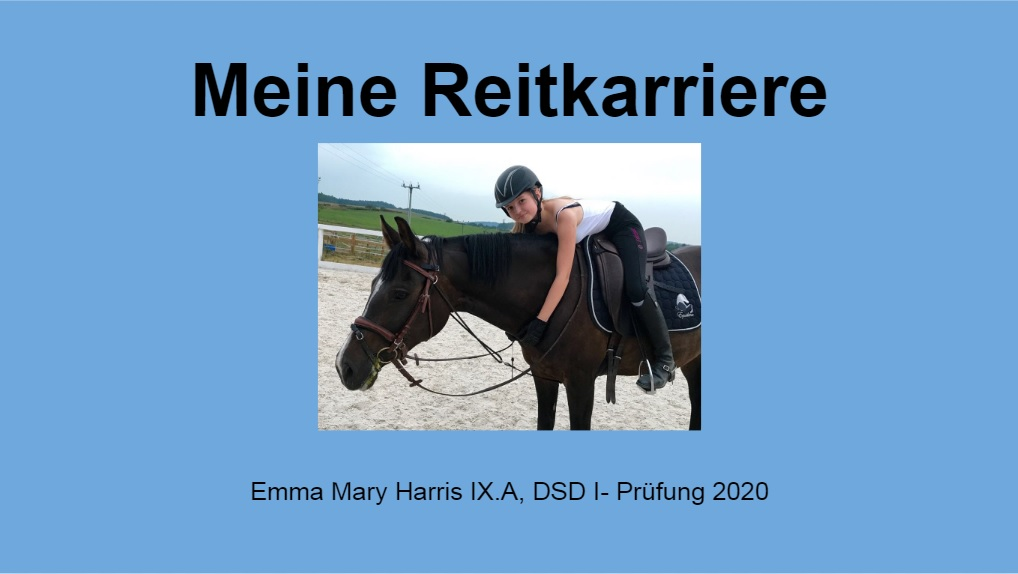 Meine Reitkarriere
Emma Mary Harris IX.A, DSD I- Prüfung 2020